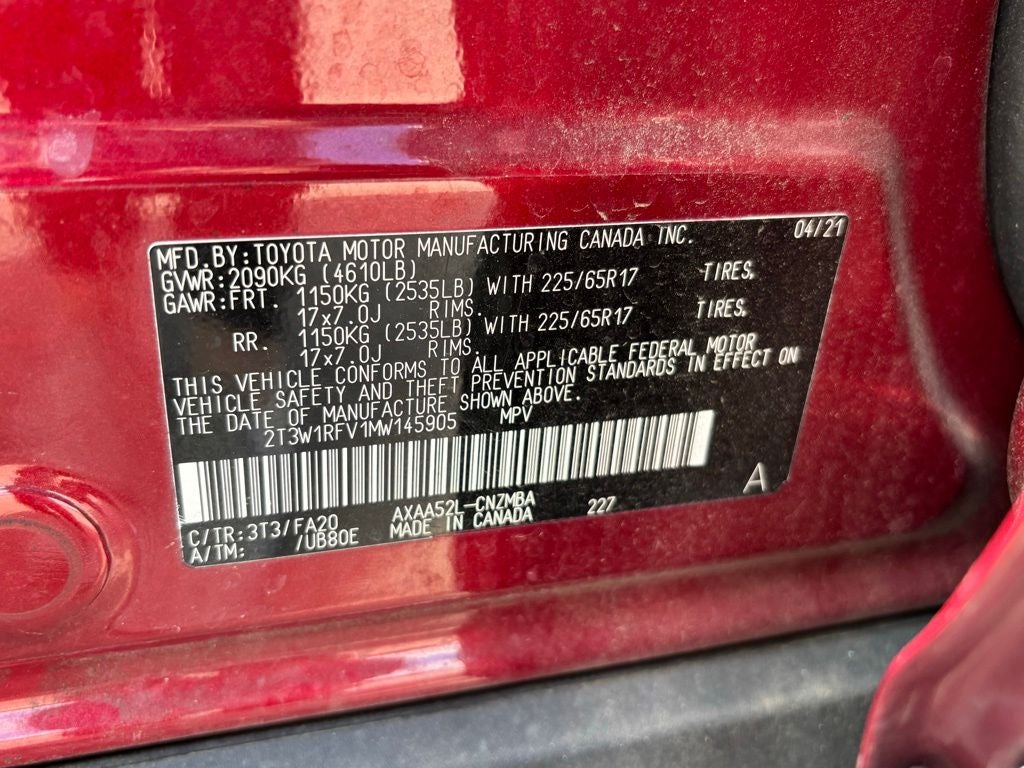 MFD.BY:TOYOTA MOTOR MANUFACTURING CANADA INC. 04/21
GVWR:2090KG (4610LB)
GAWR:FRT. 1150KG (2535LB) WITH 225/65R17 TIRES,
17x7.0J RIMS.
RR. 1150KG (2535LB) WITH 225/65R17 TIRES,
17x7.0J RIMS.
THIS VEHICLE CONFORMS TO ALL APPLICABLE FEDERAL MOTOR
VEHICLE SAFETY AND THEFT PREVENTION STANDARDS IN EFFECT ON
THE DATE OF MANUFACTURE SHOWN ABOVE.
2T3W1RFV1MW145905 MPV
A
C/TR:3T3/FA20 AXAA52L-CNZMBA 227
A/TM: /UB80E MADE IN CANADA